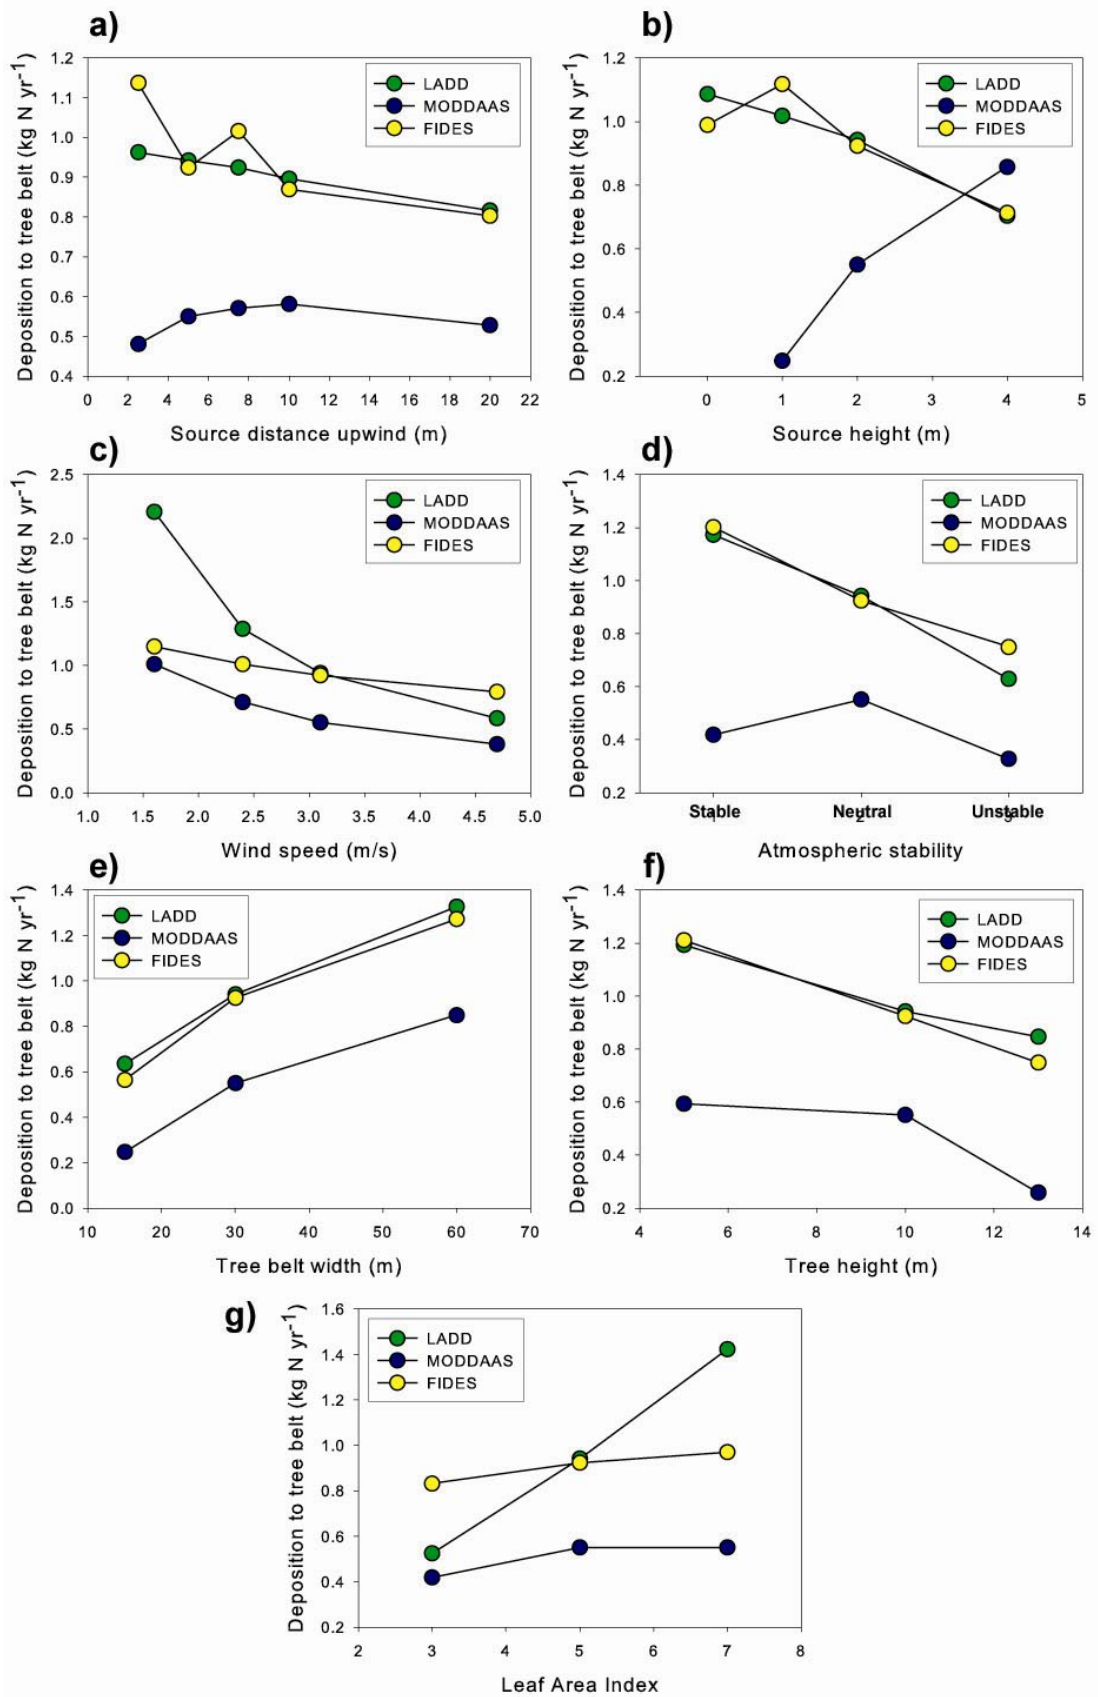 a)
Deposition to tree belt (kg N yr-1)
1.2
1.1
1.0
0.9
0.8
0.7
0.6
0.5
0.4
LADD
MODDAAS
FIDES
0 2 4 6 8 10 12 14 16 18 20 22
Source distance upwind (m)
b)
Deposition to tree belt (kg N yr-1)
1.2
1.0
0.8
0.6
0.4
0.2
LADD
MODDAAS
FIDES
0 1 2 3 4 5
Source height (m)
c)
Deposition to tree belt (kg N yr-1)
2.5
2.0
1.5
1.0
0.5
0.0
LADD
MODDAAS
FIDES
1.0 1.5 2.0 2.5 3.0 3.5 4.0 4.5 5.0
Wind speed (m/s)
d)
Deposition to tree belt (kg N yr-1)
1.4
1.2
1.0
0.8
0.6
0.4
0.2
LADD
MODDAAS
FIDES
Stable Neutral Unstable
Atmospheric stability
e)
Deposition to tree belt (kg N yr-1)
1.4
1.2
1.0
0.8
0.6
0.4
0.2
0.0
LADD
MODDAAS
FIDES
10 20 30 40 50 60 70
Tree belt width (m)
f)
Deposition to tree belt (kg N yr-1)
1.4
1.2
1.0
0.8
0.6
0.4
0.2
LADD
MODDAAS
FIDES
4 6 8 10 12 14
Tree height (m)
g)
Deposition to tree belt (kg N yr-1)
1.6
1.4
1.2
1.0
0.8
0.6
0.4
0.2
LADD
MODDAAS
FIDES
2 3 4 5 6 7 8
Leaf Area Index